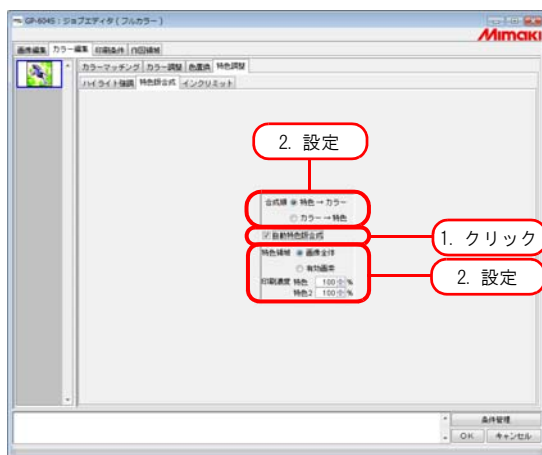 GP-604S : ジョブエディタ ( フルカラー )
Mimaki
画像編集 カラー編集 印刷条件 凹凸領域
カラーマッチング カラー調整 色置換 特色調整
ハイライト強調 特色版合成 インクリミット
2. 設定
合成順 特色 → カラー
カラー → 特色
自動特色版合成
1. クリック
特色領域 画像全体
有効画素
2. 設定
印刷濃度 特色 100 %
特色2 100 %
条件管理
OK キャンセル